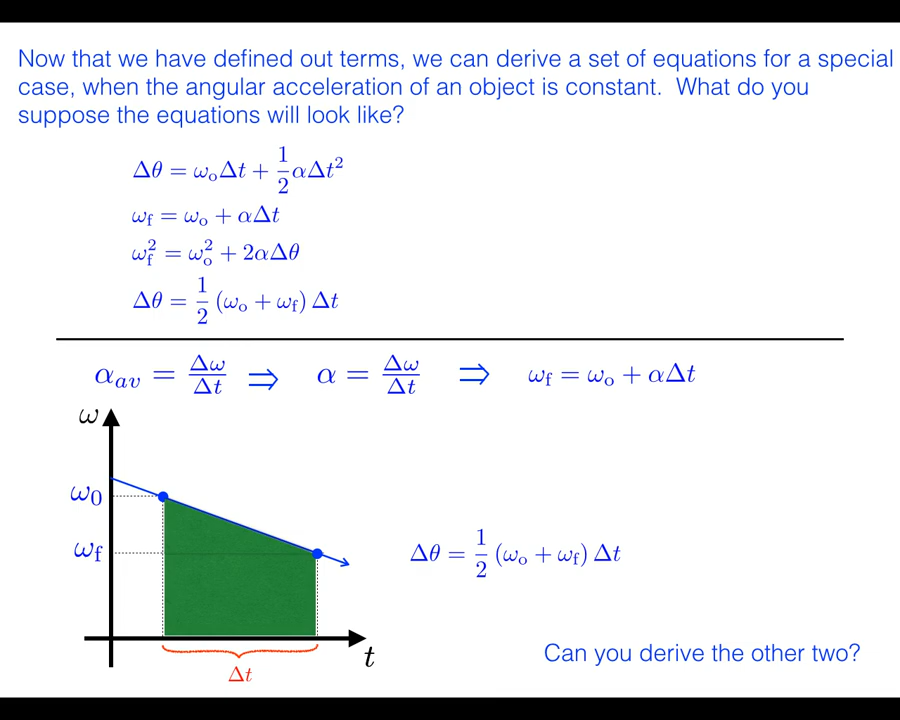 Now that we have defined out terms, we can derive a set of equations for a special
case, when the angular acceleration of an object is constant.  What do you
suppose the equations will look like?
Δθ = ω₀Δt + 1/2 αΔt²
ω_f = ω₀ + αΔt
ω_f² = ω₀² + 2αΔθ
Δθ = 1/2 (ω₀ + ω_f) Δt
α_av = Δω/Δt ⇒ α = Δω/Δt ⇒ ω_f = ω₀ + αΔt
ω
ω₀
ω_f
Δθ = 1/2 (ω₀ + ω_f) Δt
t
Δt
Can you derive the other two?